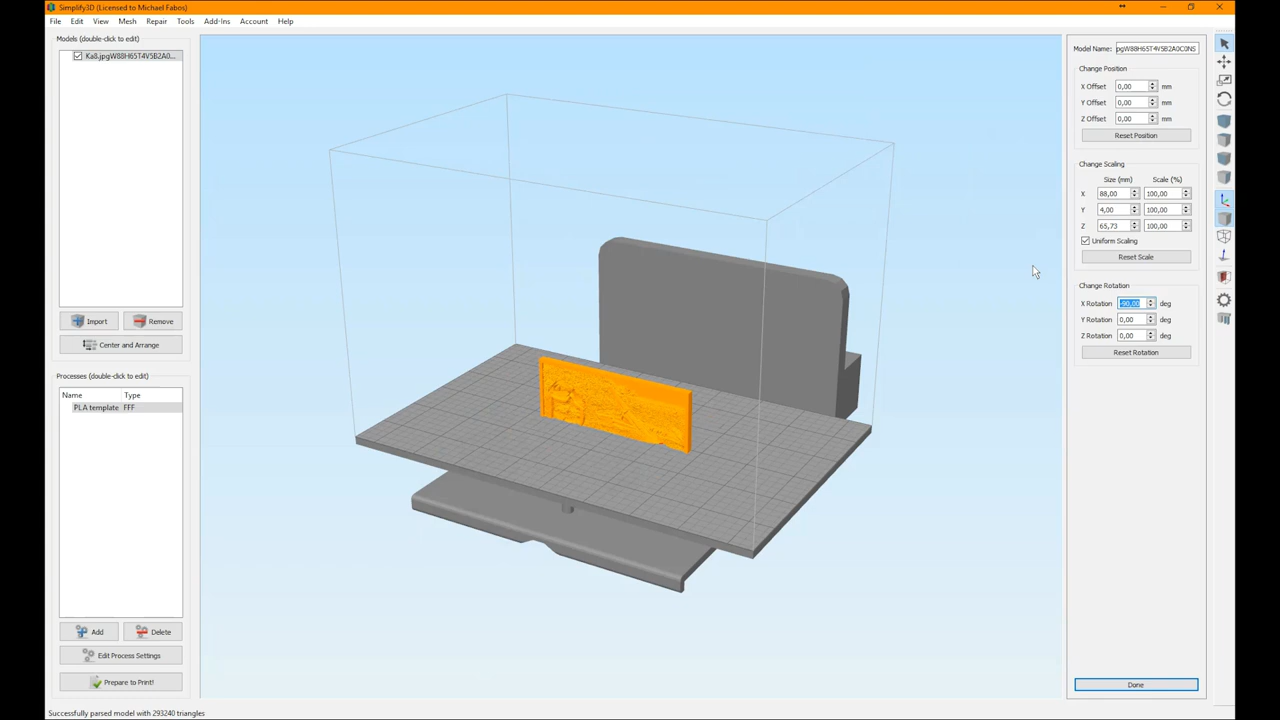 Simplify3D (Licensed to Michael Fabos)
File Edit View Mesh Repair Tools Add-Ins Account Help
Models (double-click to edit)
Ka8.jpgW88H65T4V5B2A0...
Import Remove
Center and Arrange
Processes (double-click to edit)
Name Type
PLA template FFF
Add Delete
Edit Process Settings
Prepare to Print!
Successfully parsed model with 293240 triangles
Model Name: pgW88H65T4V5B2A0C0NS
Change Position
X Offset 0,00 mm
Y Offset 0,00 mm
Z Offset 0,00 mm
Reset Position
Change Scaling
Size (mm) Scale (%)
X 88,00 100,00
Y 4,00 100,00
Z 65,73 100,00
Uniform Scaling
Reset Scale
Change Rotation
X Rotation -90,00 deg
Y Rotation 0,00 deg
Z Rotation 0,00 deg
Reset Rotation
Done